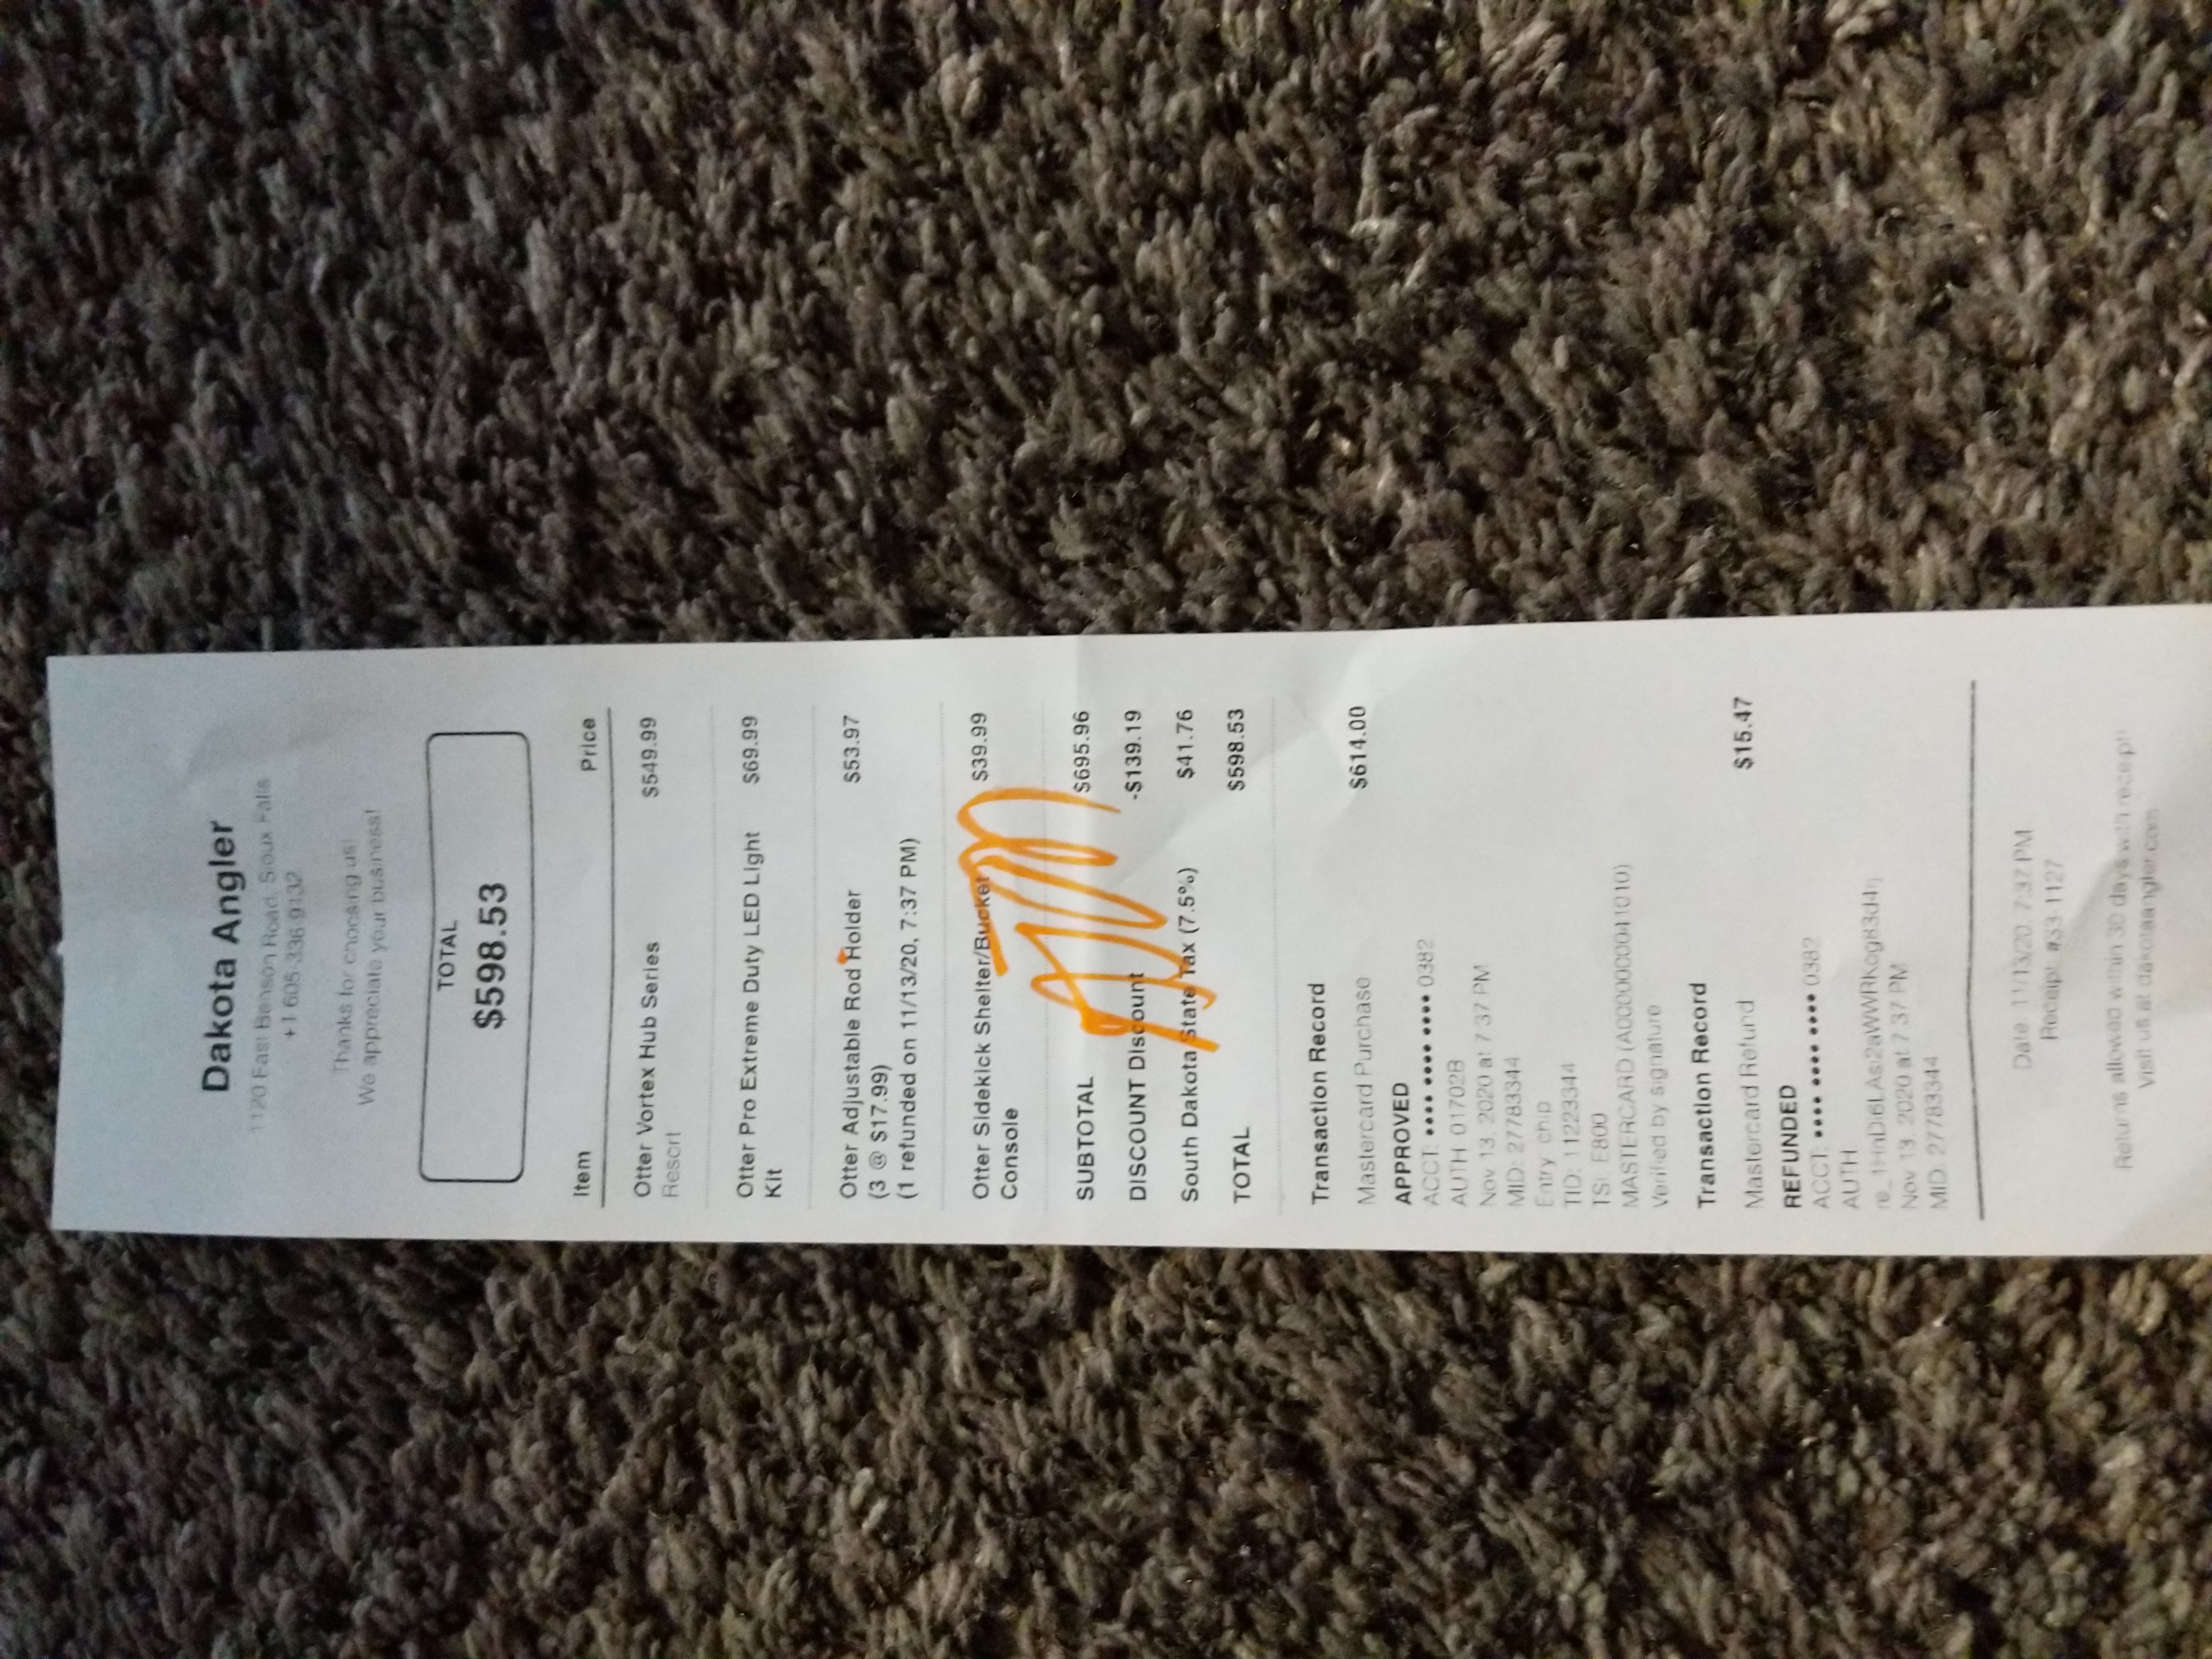 Dakota Angler
1120 East Benson Road, Sioux Falls
+1 605 336 9132
Thanks for choosing us!
We appreciate your business!
TOTAL
$598.53
Item Price
Otter Vortex Hub Series $549.99
Resort
Otter Pro Extreme Duty LED Light $69.99
Kit
Otter Adjustable Rod Holder $53.97
(3 @ $17.99)
(1 refunded on 11/13/20, 7:37 PM)
Otter Sidekick Shelter/Bucket $39.99
Console
SUBTOTAL $695.96
DISCOUNT Discount -$139.19
South Dakota State Tax (7.5%) $41.76
TOTAL $598.53
Transaction Record
Mastercard Purchase $614.00
APPROVED
ACCT: •••• •••• •••• 0382
AUTH 01702B
Nov 13, 2020 at 7:37 PM
MID: 277783344
Entry chip
TID: 11223344
TSI: E800
MASTERCARD (A0000000041010)
Verified by signature
Transaction Record
Mastercard Refund $15.47
REFUNDED
ACCT: •••• •••• •••• 0382
AUTH
Nov 13, 2020 at 7:37 PM
MID: 277783344
Date: 11/13/20, 7:37 PM
Receipt: #53-1127
Returns allowed within 30 days with receipt!
Visit us at dakotaangler.com